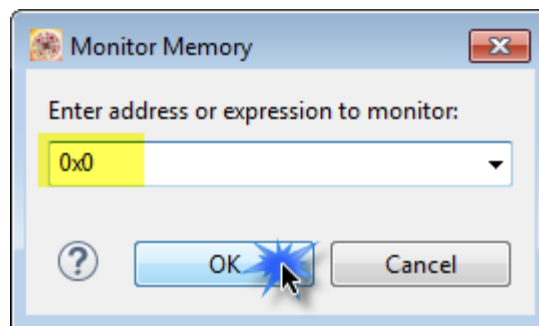 Monitor Memory
Enter address or expression to monitor:
0x0
?
OK
Cancel